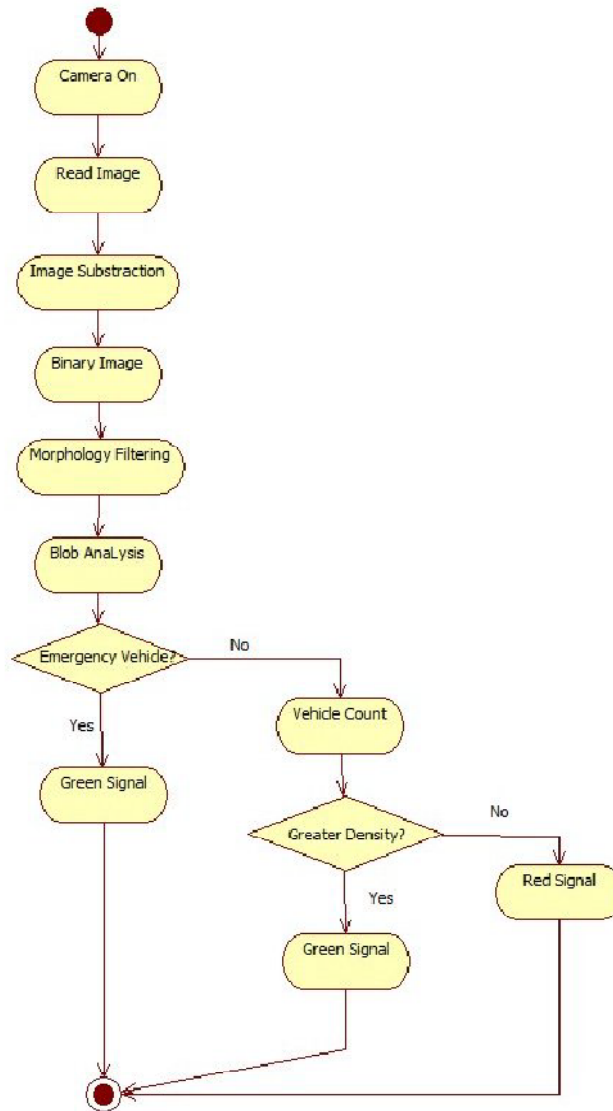 Camera On
Read Image
Image Substraction
Binary Image
Morphology Filtering
Blob AnaLysis
Emergency Vehicle?
No
Yes
Vehicle Count
Green Signal
Greater Density?
No
Yes
Red Signal
Green Signal